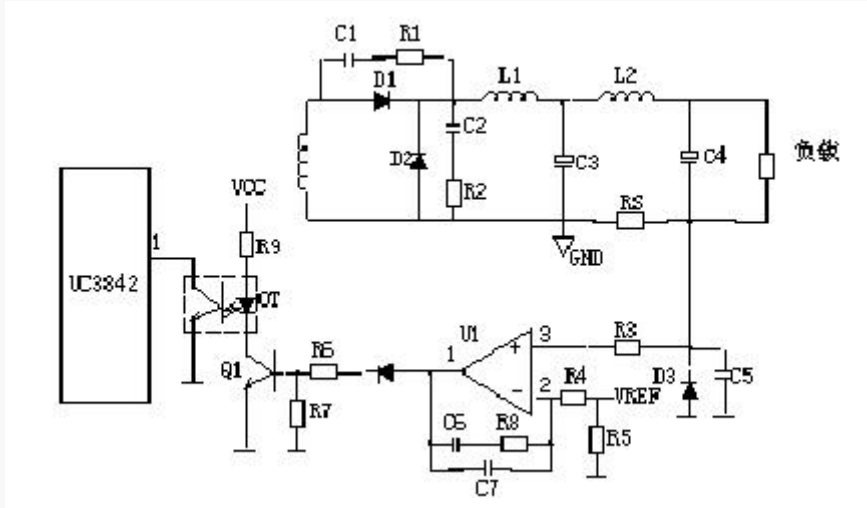 C1
R1
D1
L1
L2
C2
D2
R2
C3
C4
负载
RS
GND
VCC
R9
1
UC3842
OT
Q1
R6
R7
1
U1
3
2
R3
R4
VREF
R5
D3
C5
C6
R8
C7